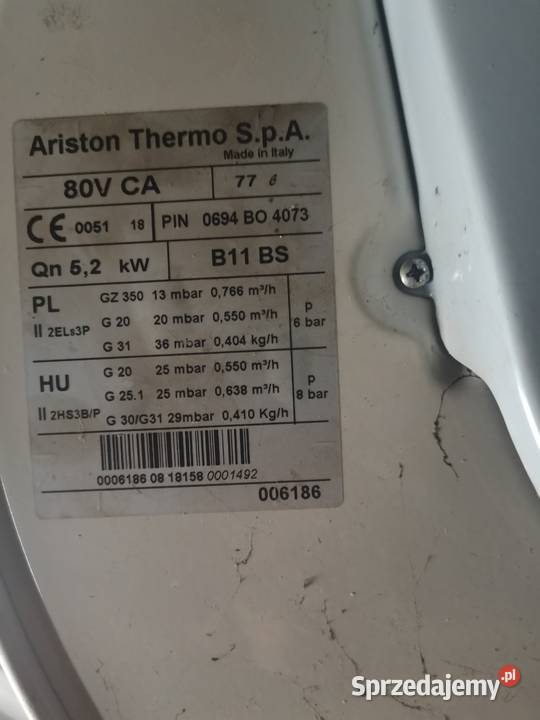 Ariston Thermo S.p.A.
Made in Italy
80V CA 77 ℓ
CE 0051 18 PIN 0694 BO 4073
Qn 5,2 kW B11 BS
PL GZ 350 13 mbar 0,766 m³/h
II 2ELs3P G 20 20 mbar 0,550 m³/h p 6 bar
G 31 36 mbar 0,404 kg/h
HU G 20 25 mbar 0,550 m³/h
II 2HS3B/P G 25.1 25 mbar 0,638 m³/h p 8 bar
G 30/G31 29mbar 0,410 Kg/h
0006186 08 18158 0001492
006186
Sprzedajemy.pl